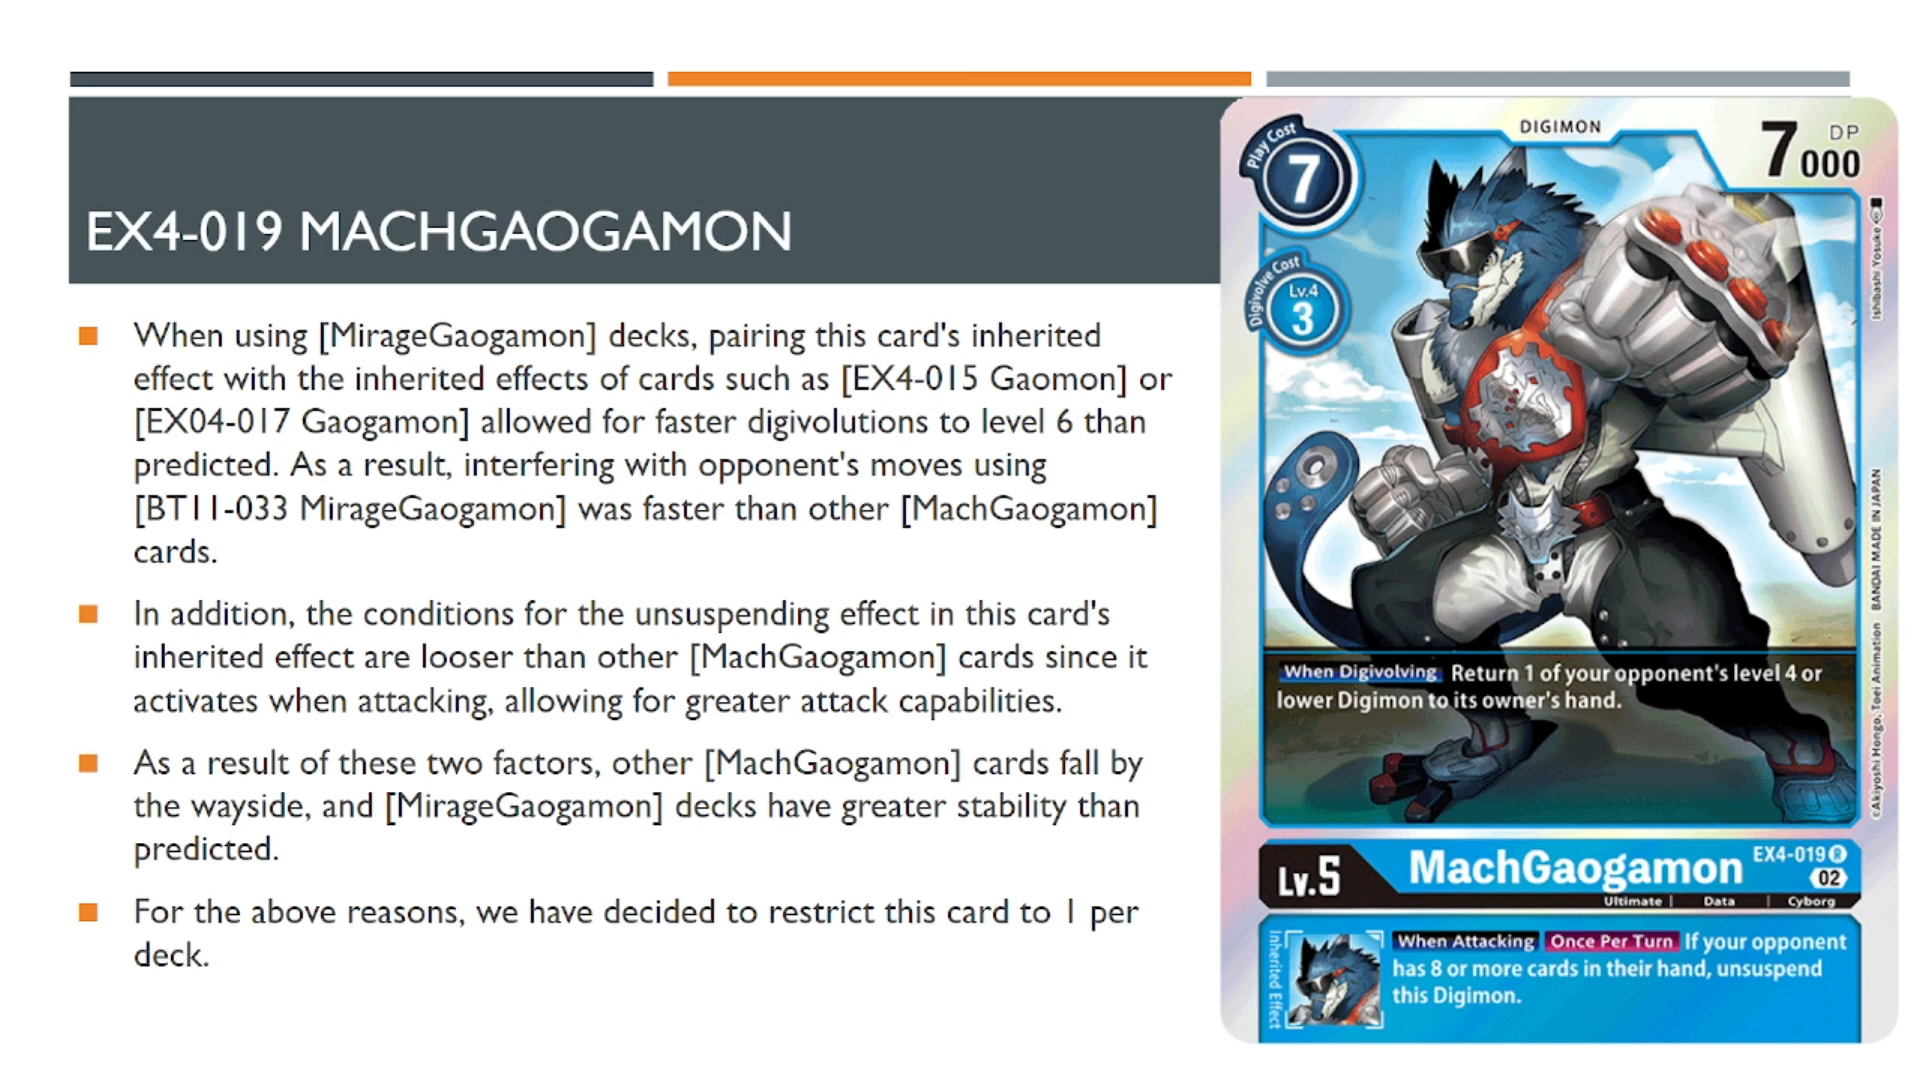 EX4-019 MACHGAOGAMON
When using [MirageGaogamon] decks, pairing this card's inherited
effect with the inherited effects of cards such as [EX4-015 Gaomon] or
[EX04-017 Gaogamon] allowed for faster digivolutions to level 6 than
predicted. As a result, interfering with opponent's moves using
[BT11-033 MirageGaogamon] was faster than other [MachGaogamon]
cards.
In addition, the conditions for the unsuspending effect in this card's
inherited effect are looser than other [MachGaogamon] cards since it
activates when attacking, allowing for greater attack capabilities.
As a result of these two factors, other [MachGaogamon] cards fall by
the wayside, and [MirageGaogamon] decks have greater stability than
predicted.
For the above reasons, we have decided to restrict this card to 1 per
deck.
Play Cost
7
DIGIMON
7000 DP
Digivolve Cost
Lv.4
3
Ishibashi Yosuke
©Akiyoshi Hongo, Toei Animation BANDAI MADE IN JAPAN
When Digivolving Return 1 of your opponent's level 4 or
lower Digimon to its owner's hand.
Lv.5
MachGaogamon
EX4-019 R
02
Ultimate | Data | Cyborg
Inherited Effect
When Attacking Once Per Turn If your opponent
has 8 or more cards in their hand, unsuspend
this Digimon.